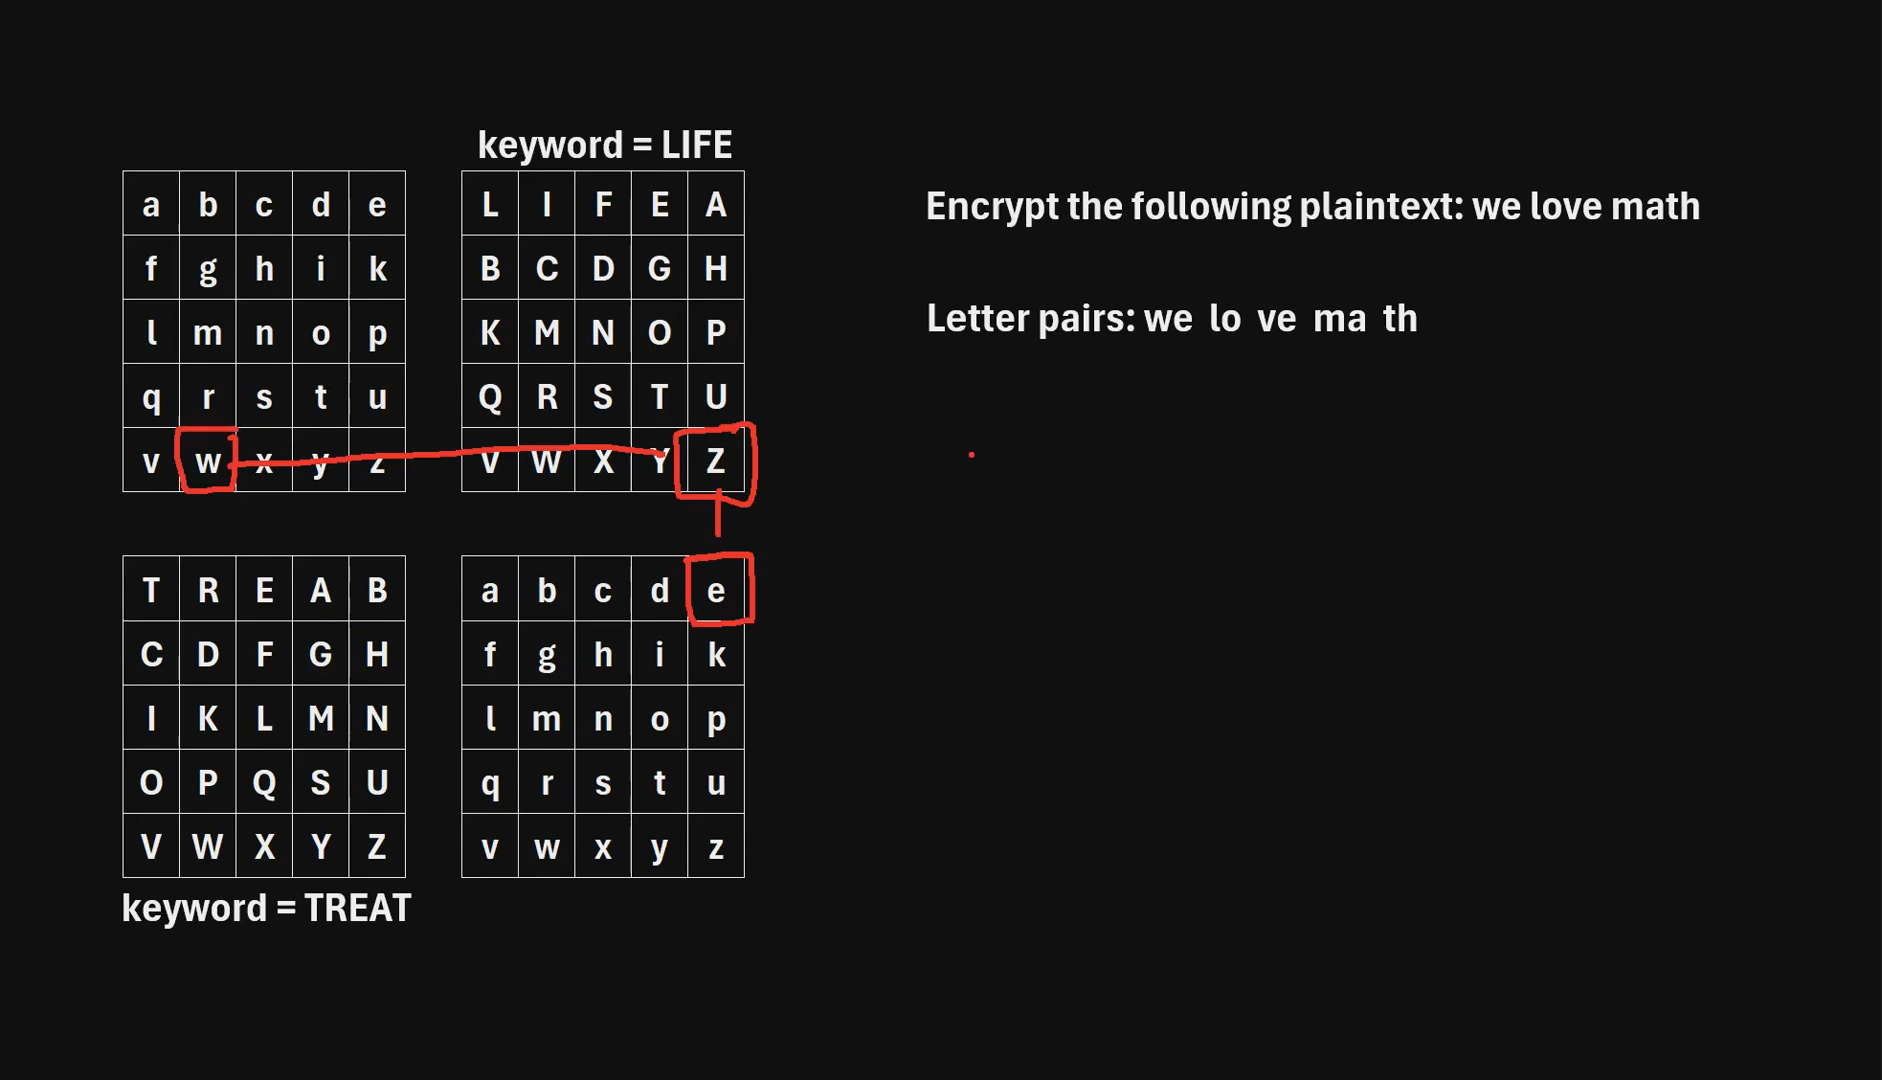 keyword = LIFE
a b c d e
f g h i k
l m n o p
q r s t u
v w x y z
L I F E A
B C D G H
K M N O P
Q R S T U
V W X Y Z
T R E A B
C D F G H
I K L M N
O P Q S U
V W X Y Z
keyword = TREAT
a b c d e
f g h i k
l m n o p
q r s t u
v w x y z
Encrypt the following plaintext: we love math
Letter pairs: we lo ve ma th